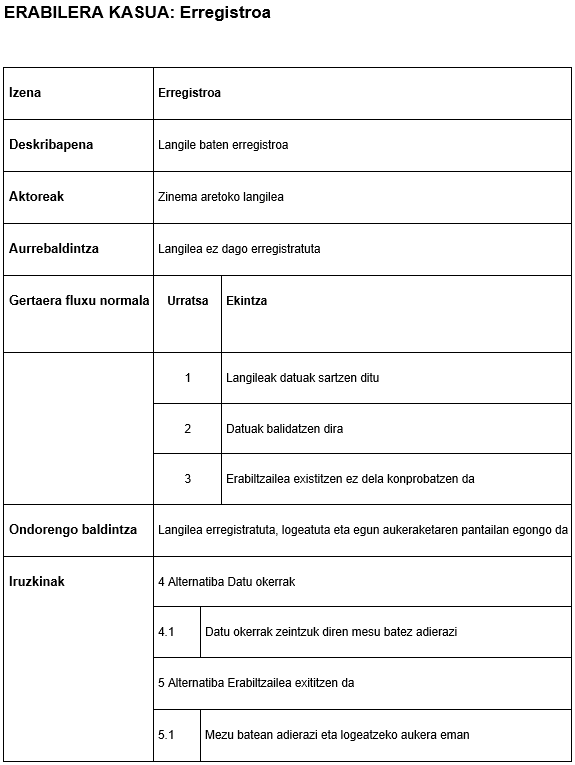 ERABILERA KASUA: Erregistroa
Izena Erregistroa
Deskribapena Langile baten erregistroa
Aktoreak Zinema aretoko langilea
Aurrebaldintza Langilea ez dago erregistratuta
Gertaera fluxu normala Urratsa Ekintza
1 Langileak datuak sartzen ditu
2 Datuak balidatzen dira
3 Erabiltzailea existitzen ez dela konprobatzen da
Ondorengo baldintza Langilea erregistratuta, logeatuta eta egun aukeraketaren pantailan egongo da
Iruzkinak 4 Alternatiba Datu okerrak
4.1 Datu okerrak zeintzuk diren mesu batez adierazi
5 Alternatiba Erabiltzailea exititzen da
5.1 Mezu batean adierazi eta logeatzeko aukera eman